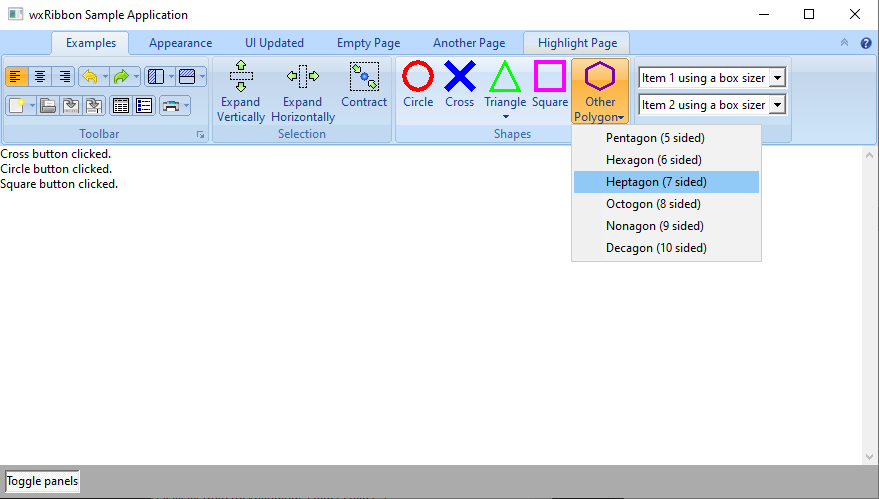 wxRibbon Sample Application
Examples Appearance UI Updated Empty Page Another Page Highlight Page
Expand Vertically
Expand Horizontally
Contract
Circle
Cross
Triangle
Square
Other Polygon
Item 1 using a box sizer
Item 2 using a box sizer
Toolbar
Selection
Shapes
Pentagon (5 sided)
Hexagon (6 sided)
Heptagon (7 sided)
Octogon (8 sided)
Nonagon (9 sided)
Decagon (10 sided)
Cross button clicked.
Circle button clicked.
Square button clicked.
Toggle panels